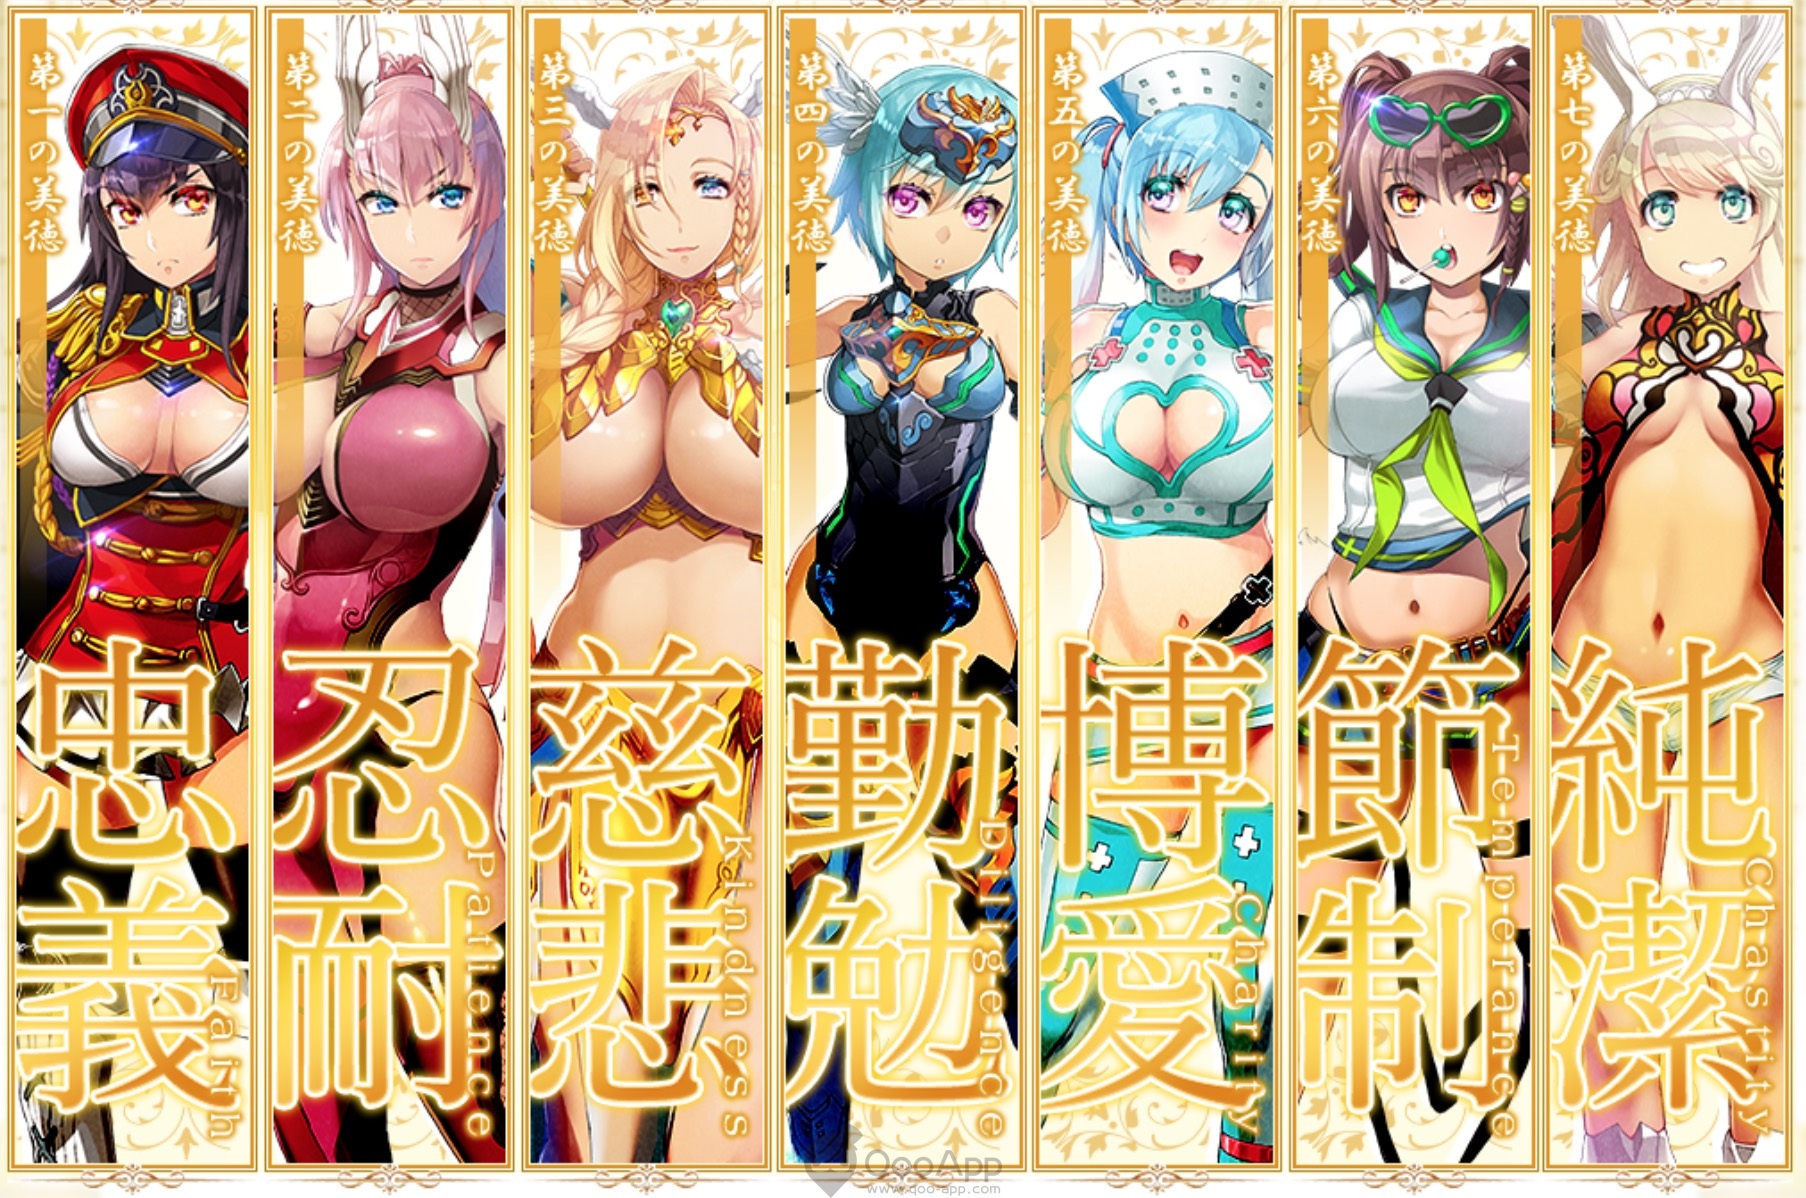 第一の美徳
忠義
Faith
第二の美徳
忍耐
Patience
第三の美徳
慈悲
Kindness
第四の美徳
勤勉
Diligence
第五の美徳
博愛
Charity
第六の美徳
節制
Temperance
第七の美徳
純潔
Chastity
QooApp
www.qoo-app.com